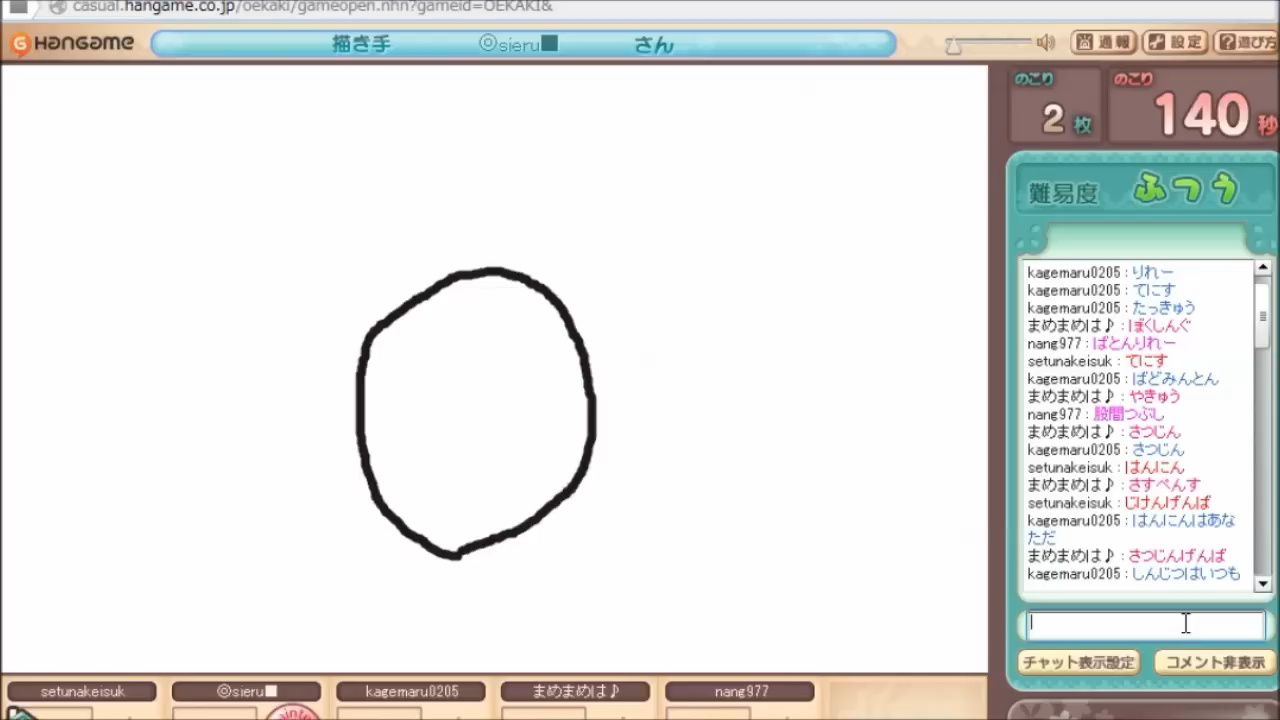 casual.hangame.co.jp/oekaki/gameopen.nhn?gameid=OEKAKI&
HANGAME
描き手 ◎sieru■ さん
通報
設定
遊び方
のこり
2枚
のこり
140秒
難易度 ふつう
kagemaru0205 : りれー
kagemaru0205 : てにす
kagemaru0205 : たっきゅう
まめまめは♪ : ぼくしんぐ
nang977 : ばとんりれー
setunakeisuk : てにす
kagemaru0205 : ばどみんとん
まめまめは♪ : やきゅう
nang977 : 股間つぶし
まめまめは♪ : さつじん
kagemaru0205 : さつじん
setunakeisuk : はんにん
まめまめは♪ : さすぺんす
setunakeisuk : じけんげんば
kagemaru0205 : はんにんはあな
ただ
まめまめは♪ : さつじんげんば
kagemaru0205 : しんじつはいつも
チャット表示設定
コメント非表示
setunakeisuk
◎sieru■
kagemaru0205
まめまめは♪
nang977